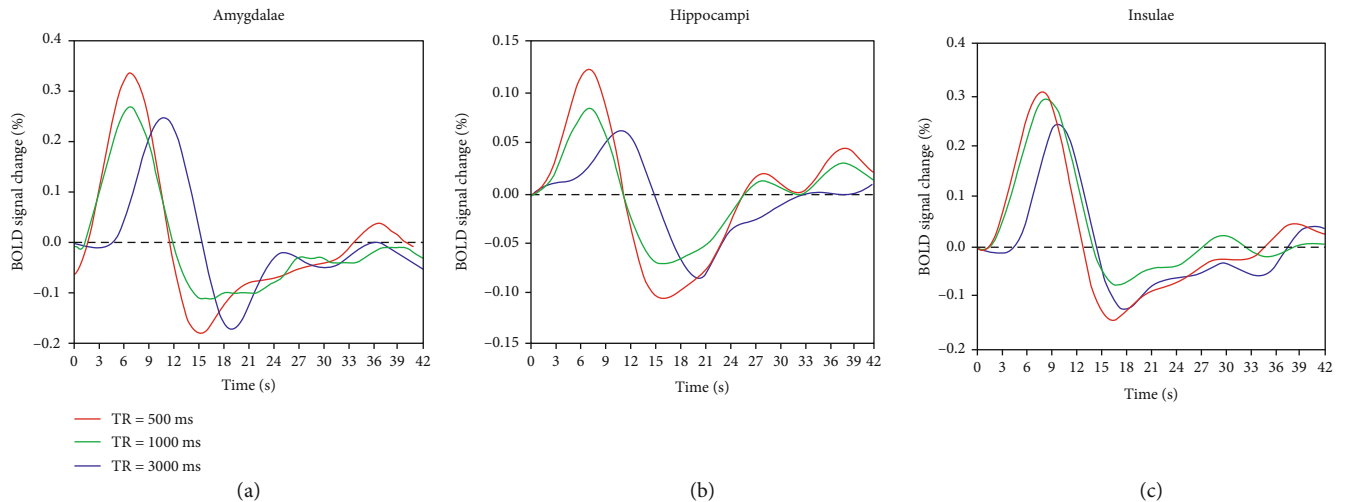 Amygdalae
0.4
0.3
0.2
0.1
0.0
–0.1
–0.2
BOLD signal change (%)
0 3 6 9 12 15 18 21 24 27 30 33 36 39 42
Time (s)
TR = 500 ms
TR = 1000 ms
TR = 3000 ms
(a)
Hippocampi
0.15
0.10
0.05
0.00
–0.05
–0.10
–0.15
BOLD signal change (%)
0 3 6 9 12 15 18 21 24 27 30 33 36 39 42
Time (s)
(b)
Insulae
0.4
0.3
0.2
0.1
0.0
–0.1
–0.2
BOLD signal change (%)
0 3 6 9 12 15 18 21 24 27 30 33 36 39 42
Time (s)
(c)